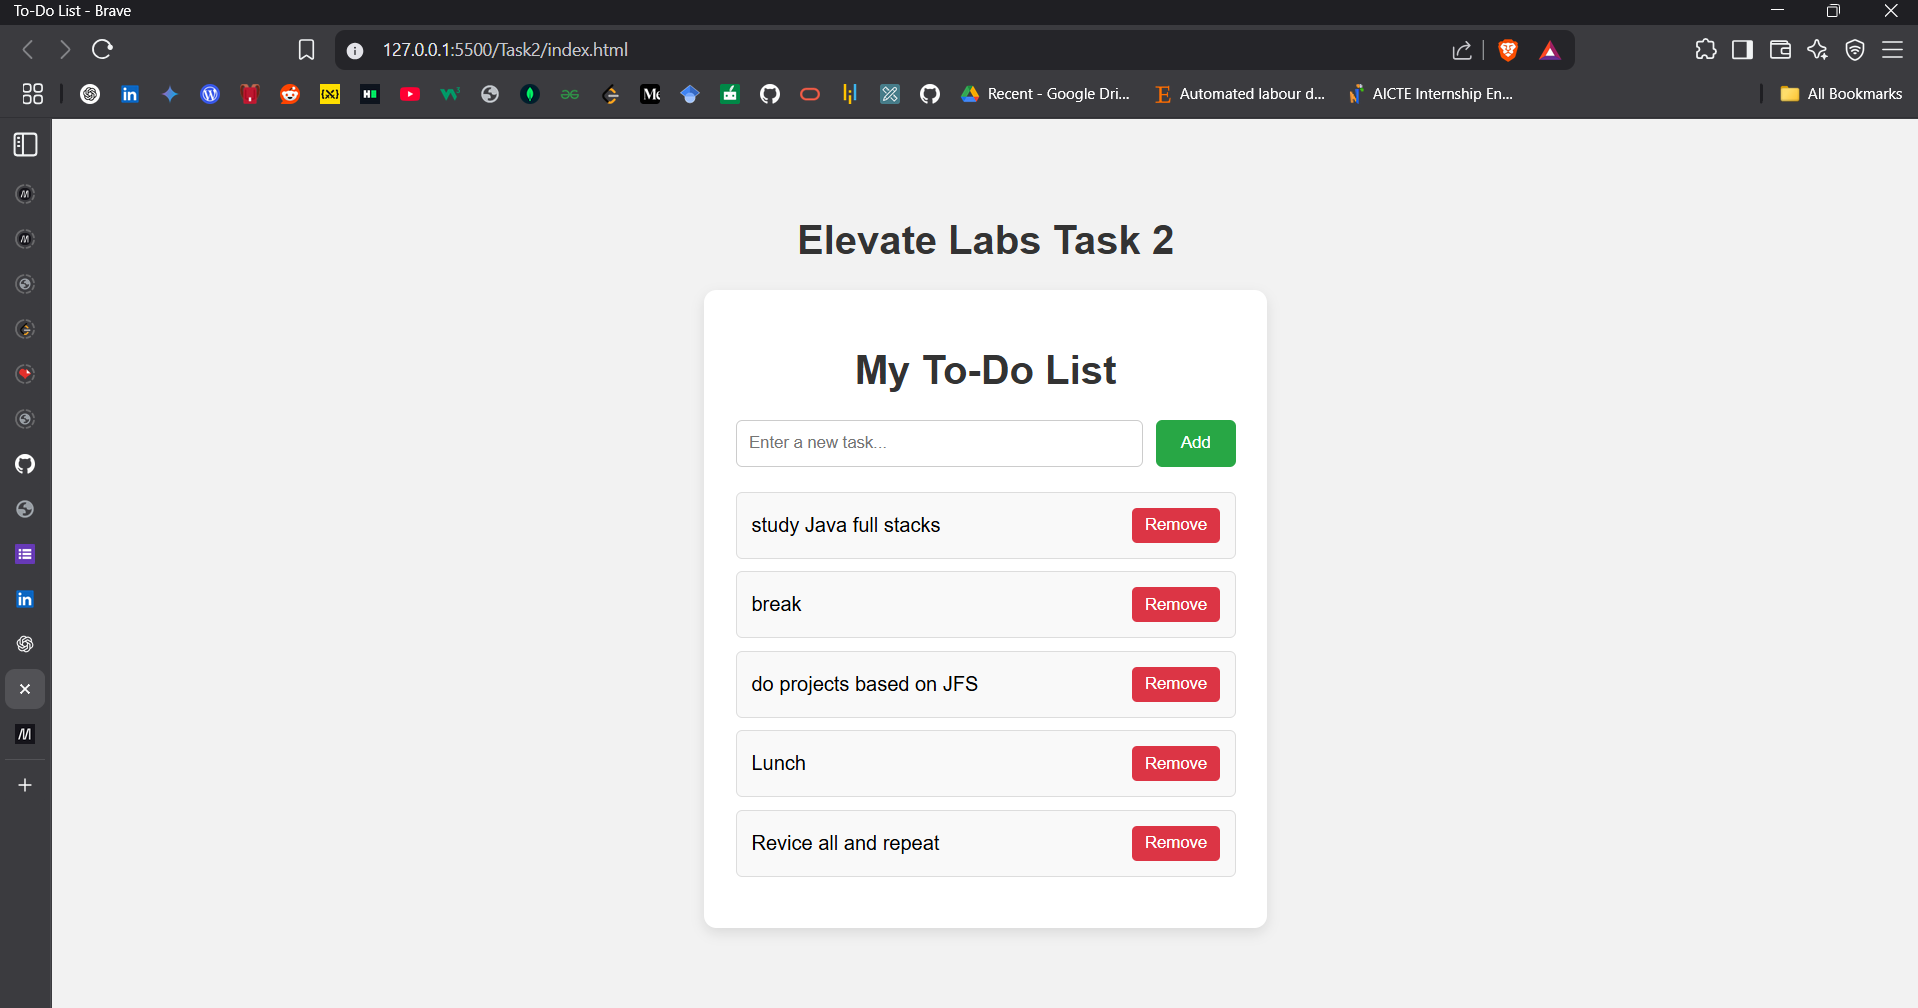 To-Do List - Brave
127.0.0.1:5500/Task2/index.html
Recent - Google Dri...
Automated labour d...
AICTE Internship En...
All Bookmarks
Elevate Labs Task 2
My To-Do List
Enter a new task...
Add
study Java full stacks
Remove
break
Remove
do projects based on JFS
Remove
Lunch
Remove
Revice all and repeat
Remove